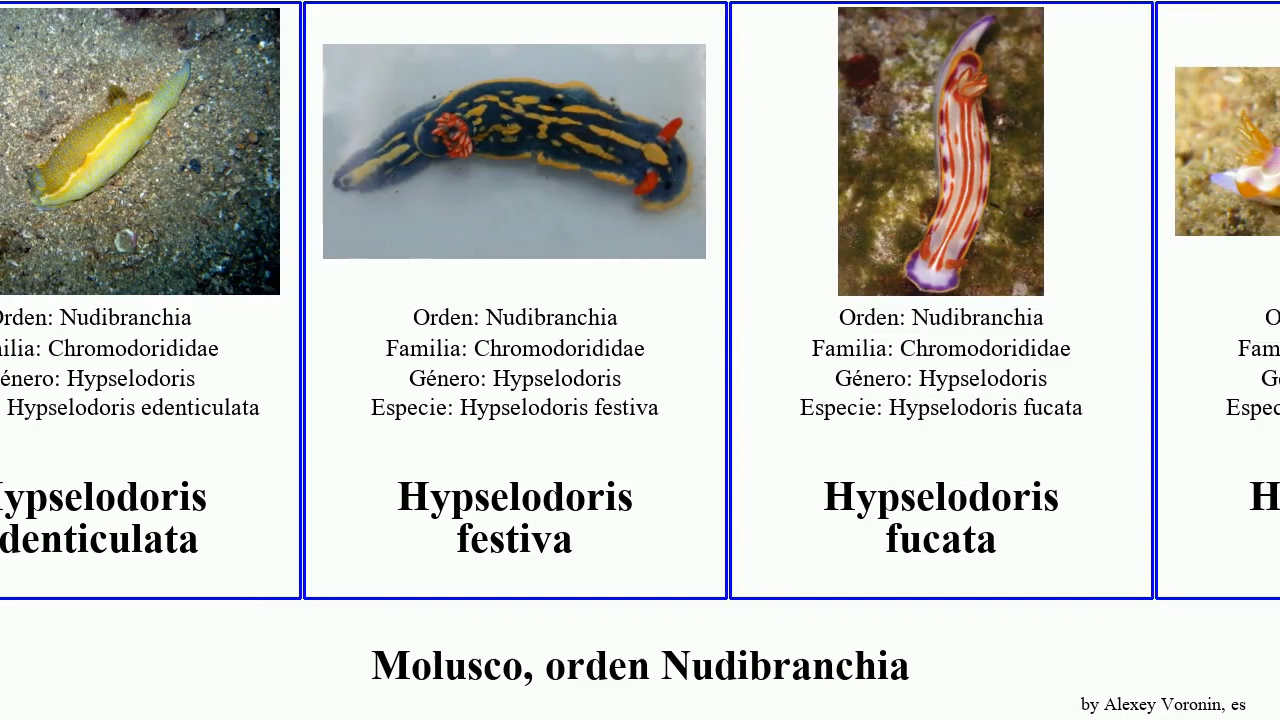 Orden: Nudibranchia
ilia: Chromodorididae
énero: Hypselodoris
Hypselodoris edenticulata
Hypselodoris
denticulata
Orden: Nudibranchia
Familia: Chromodorididae
Género: Hypselodoris
Especie: Hypselodoris festiva
Hypselodoris
festiva
Orden: Nudibranchia
Familia: Chromodorididae
Género: Hypselodoris
Especie: Hypselodoris fucata
Hypselodoris
fucata
O
Fam
G
Espec
H
Molusco, orden Nudibranchia
by Alexey Voronin, es